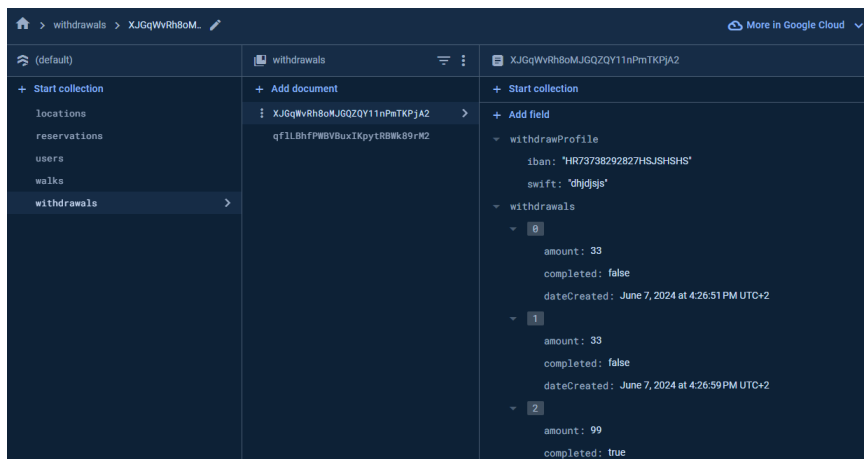 withdrawals > XJGqWvRh8oM..
More in Google Cloud
(default)
+ Start collection
locations
reservations
users
walks
withdrawals
withdrawals
+ Add document
XJGqWvRh8oMJGQZQY11nPmTKPjA2
qflLBhfPWBVBuxIKpytRBWk89rM2
XJGqWvRh8oMJGQZQY11nPmTKPjA2
+ Start collection
+ Add field
withdrawProfile
iban: "HR73738292827HSJSHSHS"
swift: "dhjdjsjs"
withdrawals
0
amount: 33
completed: false
dateCreated: June 7, 2024 at 4:26:51 PM UTC+2
1
amount: 33
completed: false
dateCreated: June 7, 2024 at 4:26:59 PM UTC+2
2
amount: 99
completed: true